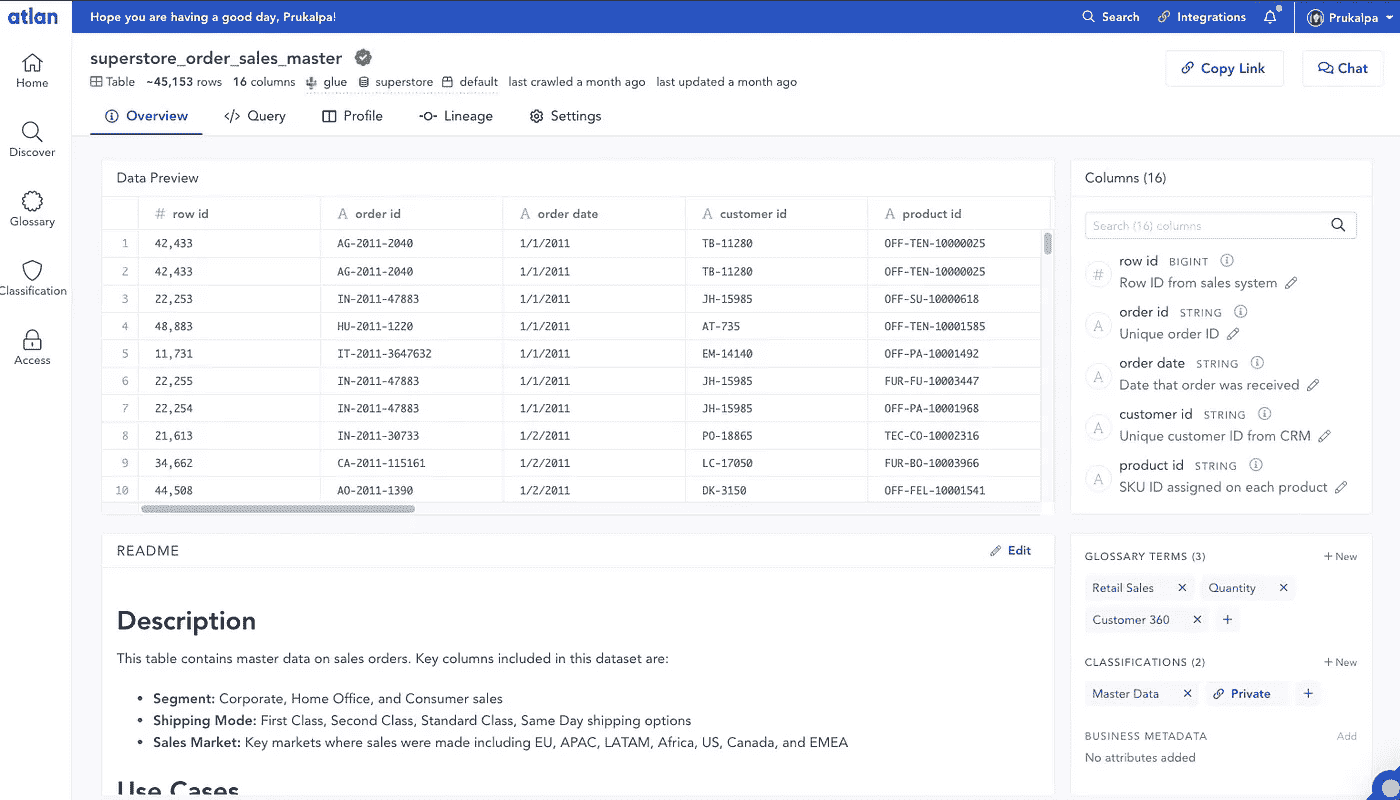 atlan
Hope you are having a good day, Prukalpa!
Search
Integrations
Prukalpa
Home
Discover
Glossary
Classification
Access
superstore_order_sales_master
Table ~45,153 rows 16 columns glue superstore default last crawled a month ago last updated a month ago
Copy Link
Chat
Overview
</> Query
Profile
Lineage
Settings
Data Preview
# row id A order id A order date A customer id A product id
1 42,433 AG-2011-2040 1/1/2011 TB-11280 OFF-TEN-10000025
2 42,433 AG-2011-2040 1/1/2011 TB-11280 OFF-TEN-10000025
3 22,253 IN-2011-47883 1/1/2011 JH-15985 OFF-SU-10000618
4 48,883 HU-2011-1220 1/1/2011 AT-735 OFF-TEN-10001585
5 11,731 IT-2011-3647632 1/1/2011 EM-14140 OFF-PA-10001492
6 22,255 IN-2011-47883 1/1/2011 JH-15985 FUR-FU-10003447
7 22,254 IN-2011-47883 1/1/2011 JH-15985 OFF-PA-10001968
8 21,613 IN-2011-30733 1/2/2011 PO-18865 TEC-CO-10002316
9 34,662 CA-2011-115161 1/2/2011 LC-17050 FUR-BO-10003966
10 44,508 AO-2011-1390 1/2/2011 DK-3150 OFF-FEL-10001541
Columns (16)
Search (16) columns
# row id BIGINT
Row ID from sales system
A order id STRING
Unique order ID
A order date STRING
Date that order was received
A customer id STRING
Unique customer ID from CRM
A product id STRING
SKU ID assigned on each product
README
Edit
Description
This table contains master data on sales orders. Key columns included in this dataset are:
• Segment: Corporate, Home Office, and Consumer sales
• Shipping Mode: First Class, Second Class, Standard Class, Same Day shipping options
• Sales Market: Key markets where sales were made including EU, APAC, LATAM, Africa, US, Canada, and EMEA
Use Cases
GLOSSARY TERMS (3) + New
Retail Sales × Quantity ×
Customer 360 × +
CLASSIFICATIONS (2) + New
Master Data × Private +
BUSINESS METADATA Add
No attributes added